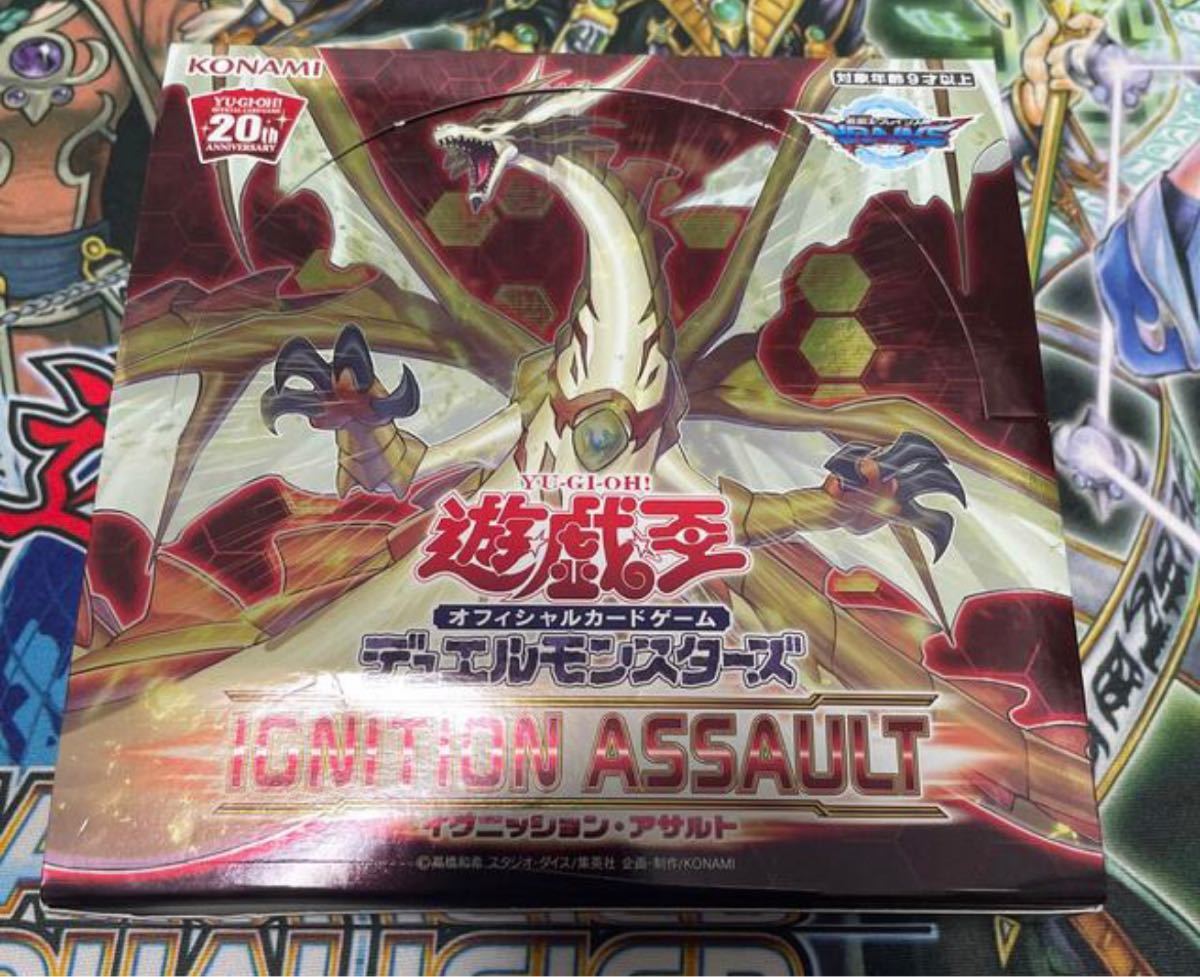 KONAMI
対象年齢9才以上
YU-GI-OH!
20th
ANNIVERSARY
VRAINS
YU-GI-OH!
遊戯王
オフィシャルカードゲーム
デュエルモンスターズ
IGNITION ASSAULT
イグニッション・アサルト
©高橋和希 スタジオ・ダイス/集英社 企画・制作/KONAMI